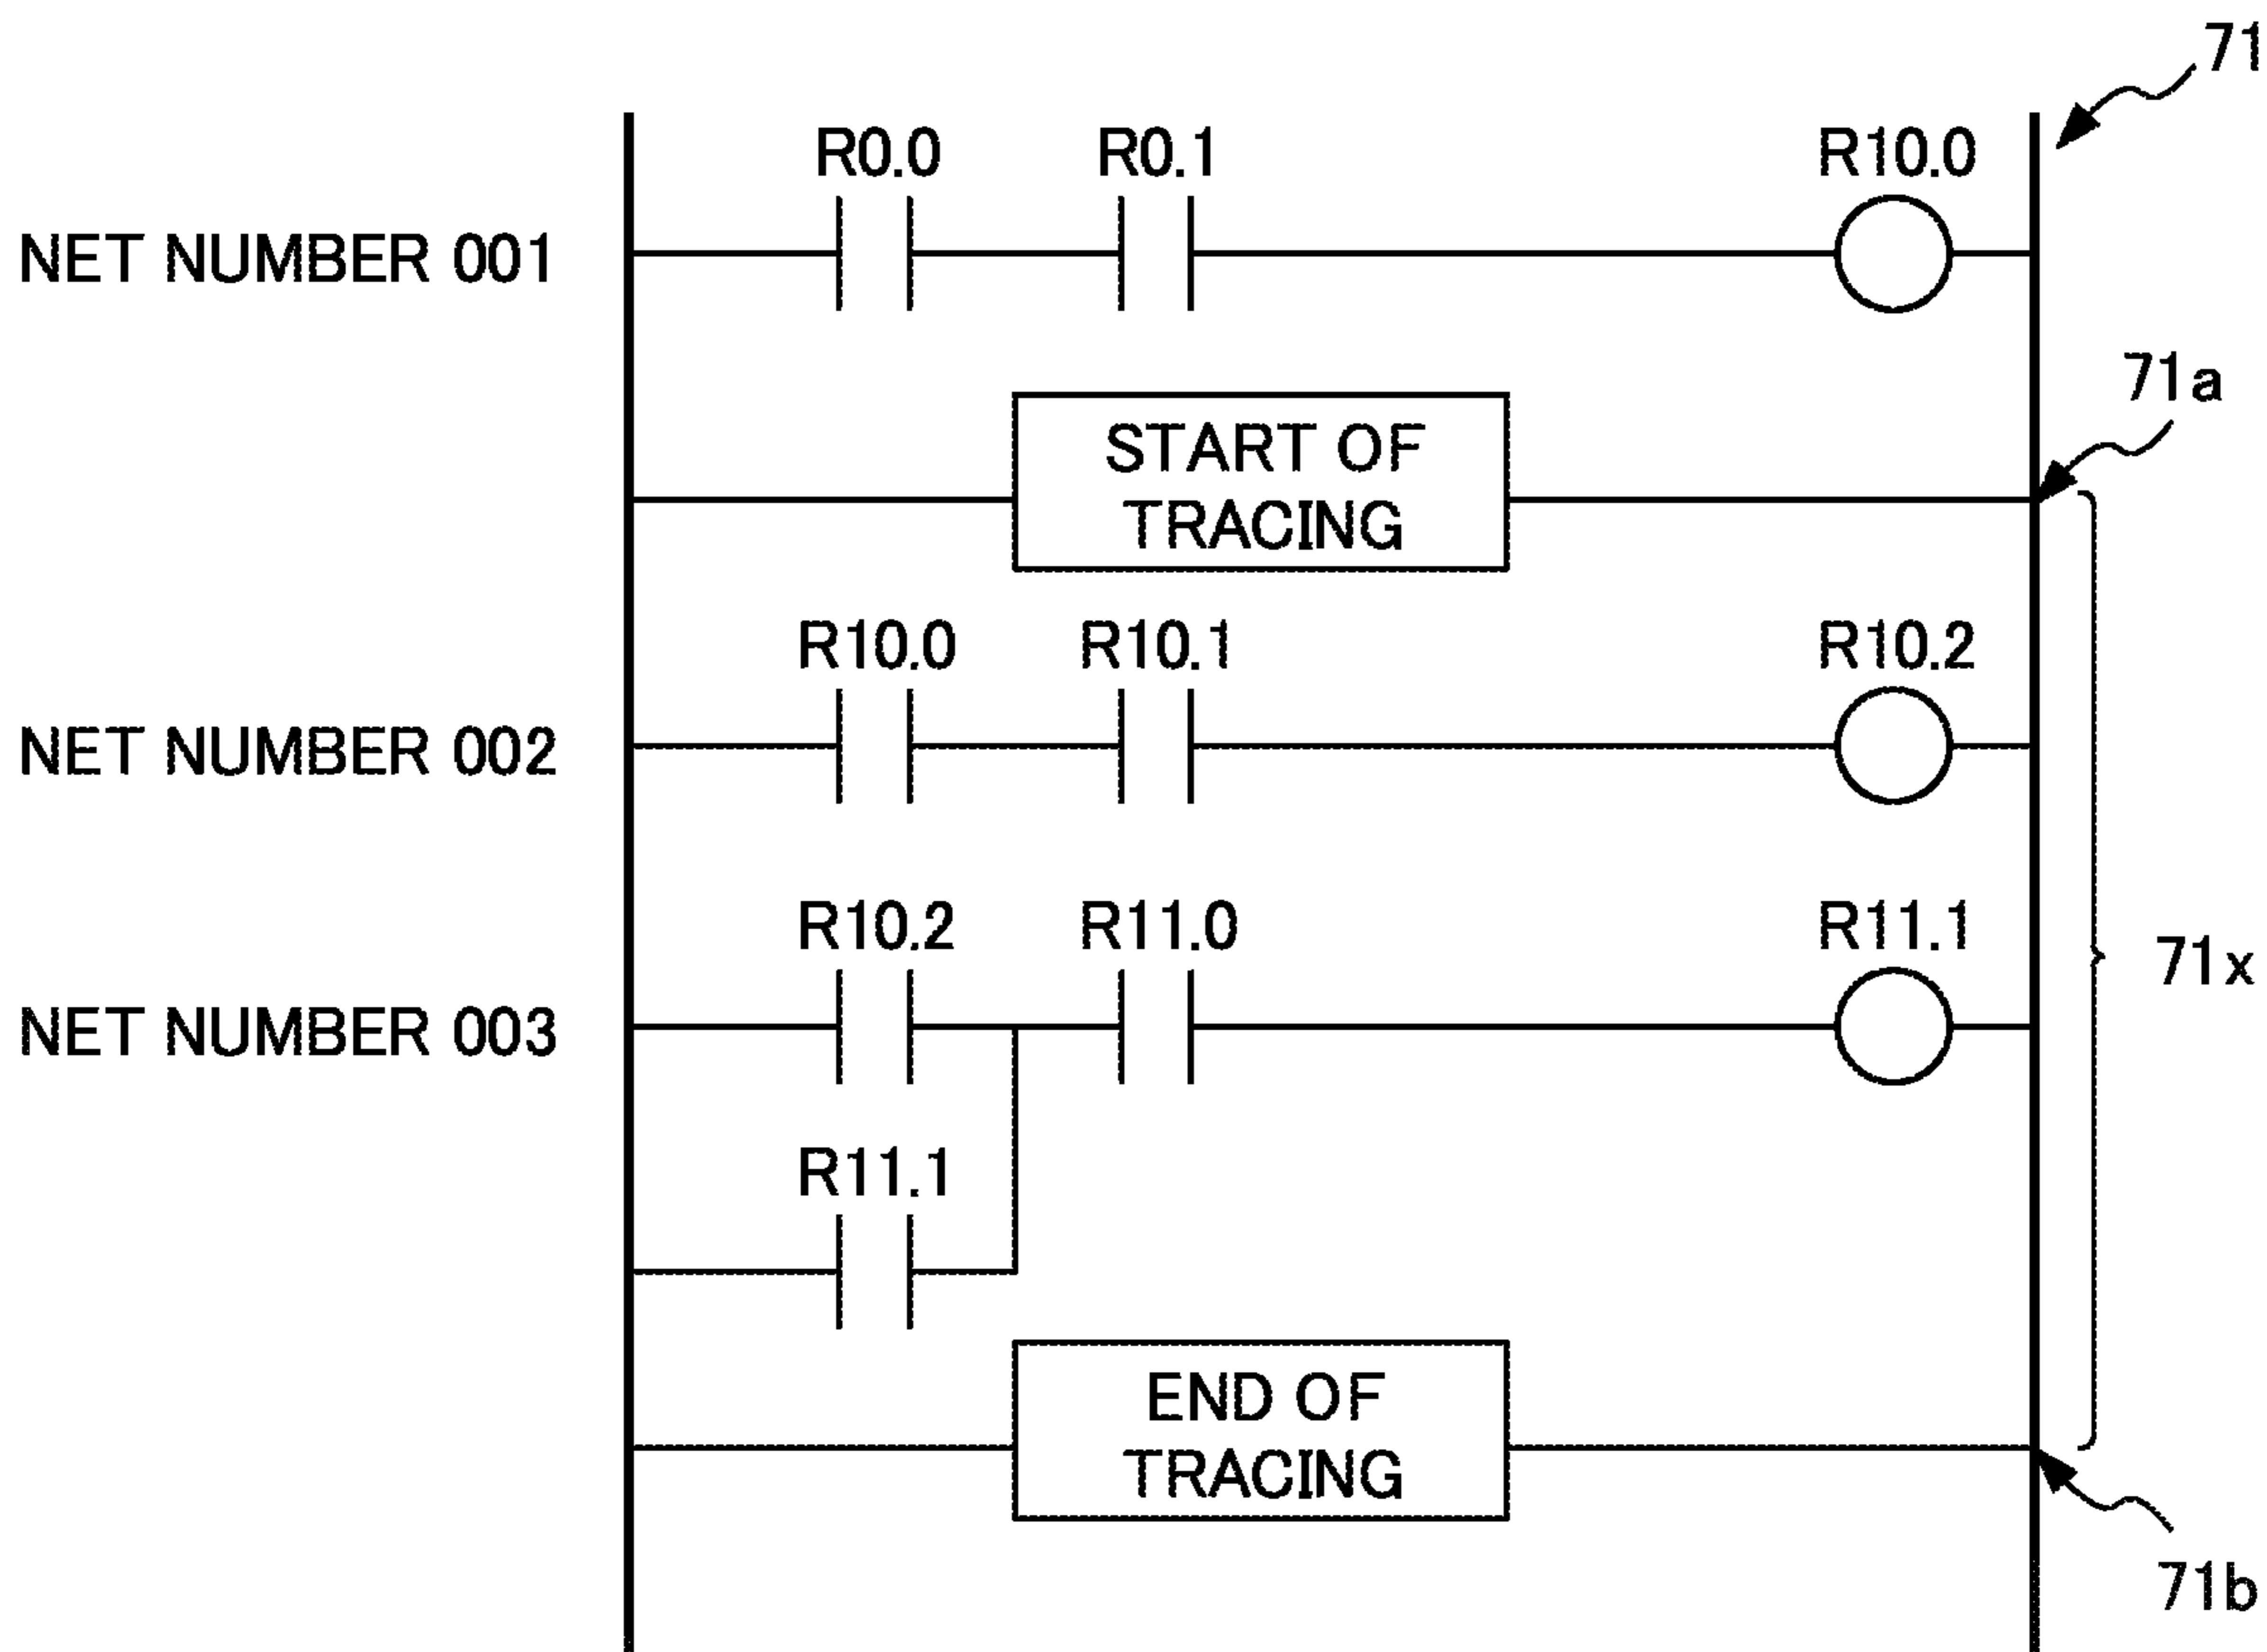 71
R0.0 R0.1 R10.0
NET NUMBER 001
71a
START OF
TRACING
R10.0 R10.1 R10.2
NET NUMBER 002
R10.2 R11.0 R11.1
71x
NET NUMBER 003
R11.1
END OF
TRACING
71b